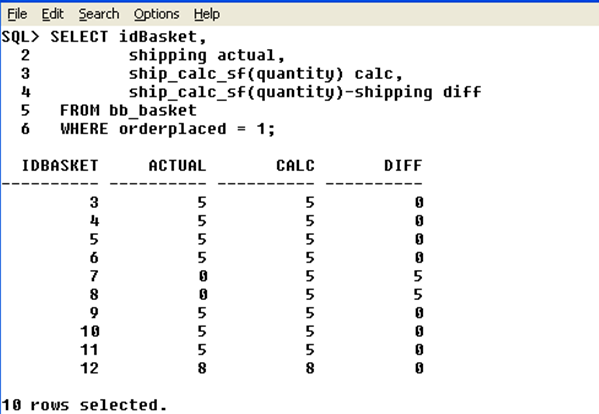 File Edit Search Options Help
SQL> SELECT idBasket,
2 shipping actual,
3 ship_calc_sf(quantity) calc,
4 ship_calc_sf(quantity)-shipping diff
5 FROM bb_basket
6 WHERE orderplaced = 1;
IDBASKET ACTUAL CALC DIFF
---------- ---------- ---------- ----------
3 5 5 0
4 5 5 0
5 5 5 0
6 5 5 0
7 0 5 5
8 0 5 5
9 5 5 0
10 5 5 0
11 5 5 0
12 8 8 0
10 rows selected.